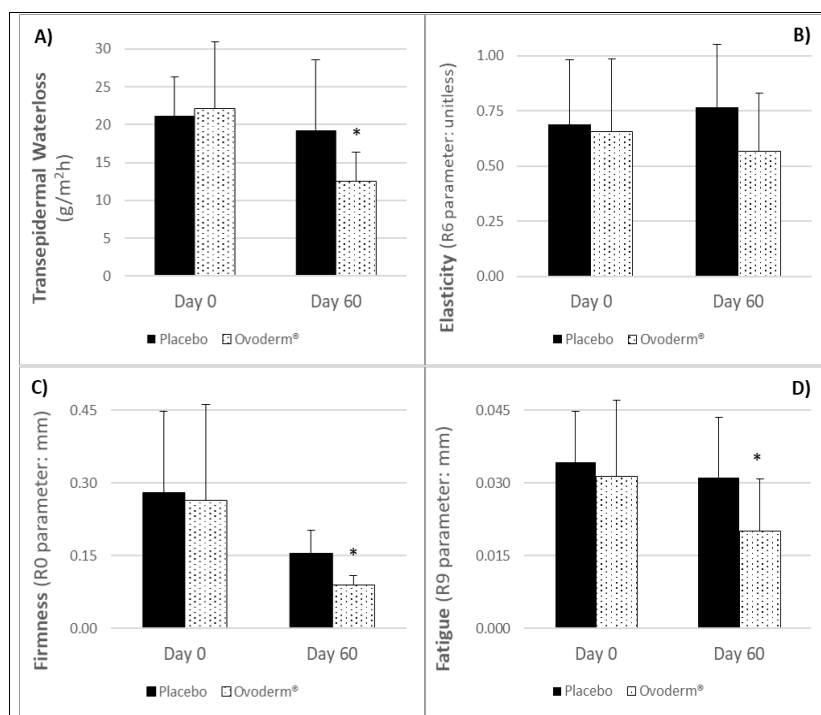 A)
Transepidermal Waterloss
(g/m²h)
30
25
20
15
10
5
0
*
Day 0
Day 60
Placebo
Ovoderm®
B)
Elasticity (R6 parameter: unitless)
1.00
0.75
0.50
0.25
0.00
Day 0
Day 60
Placebo
Ovoderm®
C)
Firmness (R0 parameter: mm)
0.45
0.30
0.15
0.00
*
Day 0
Day 60
Placebo
Ovoderm®
D)
Fatigue (R9 parameter: mm)
0.045
0.030
0.015
0.000
*
Day 0
Day 60
Placebo
Ovoderm®